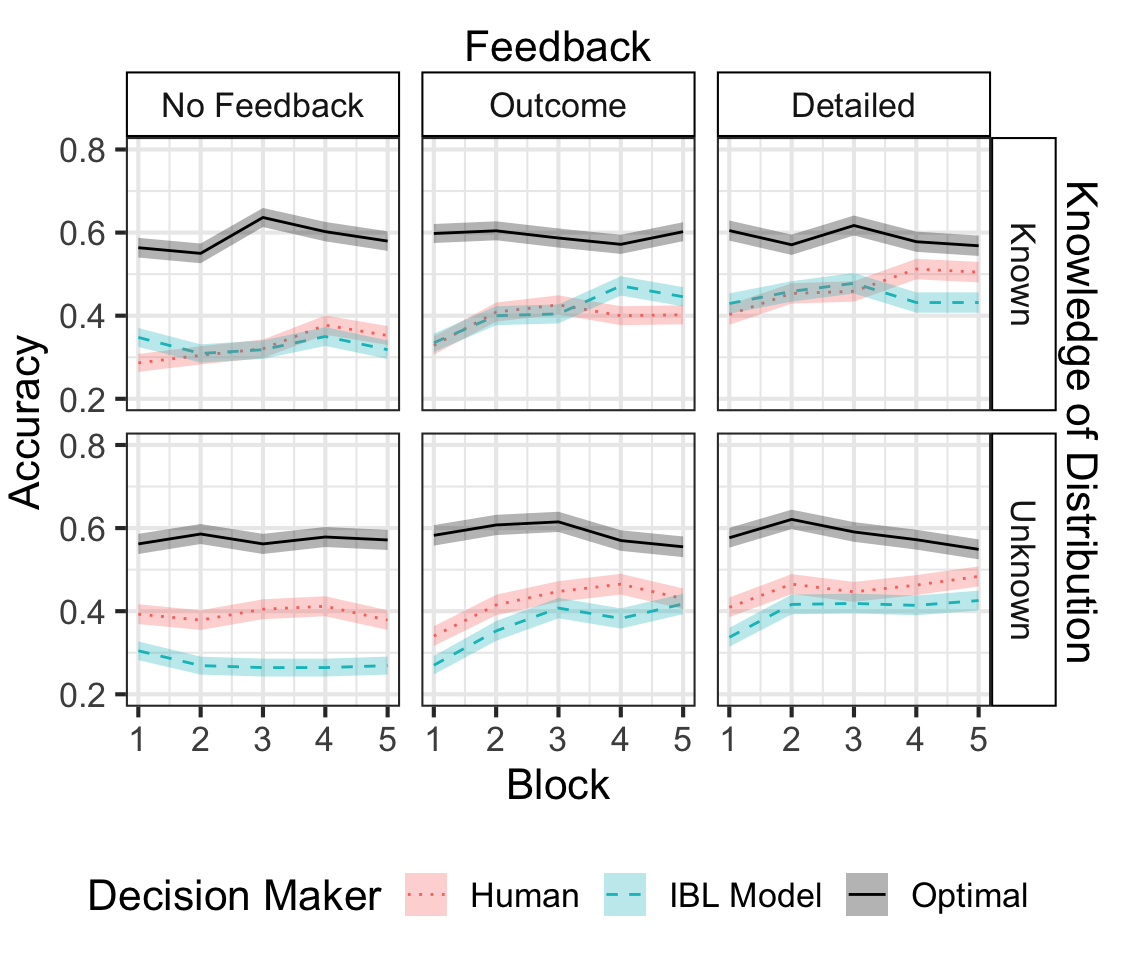 Feedback
No Feedback Outcome Detailed
0.8
0.6
0.4
0.2
Known
0.8
0.6
0.4
0.2
Unknown
Accuracy
Knowledge of Distribution
1 2 3 4 5 1 2 3 4 5 1 2 3 4 5
Block
Decision Maker Human IBL Model Optimal